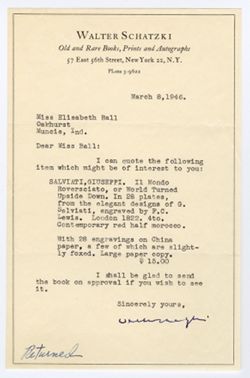 WALTER SCHATZKI
Old and Rare Books, Prints and Autographs
57 East 56th Street, New York 22, N.Y.
PLaza 3-9622
March 8, 1946.
Miss Elisabeth Ball
Oakhurst
Muncie, Ind.
Dear Miss Ball:
I can quote the following
item which might be of interest to you:
SALVIATI,GIUSEPPI. Il Mondo
Roversciato, or World Turned
Upside Down. In 28 plates,
from the elegant designs of G.
Salviati, engraved by F.C.
Lewis. London 1822. 4to.
Contemporary red half morocco.
With 28 engravings on China
paper, a few of which are slight-
ly foxed. Large paper copy.
$ 15.00
I shall be glad to send
the book on approval if you wish to see
it.
Sincerely yours,
Returned